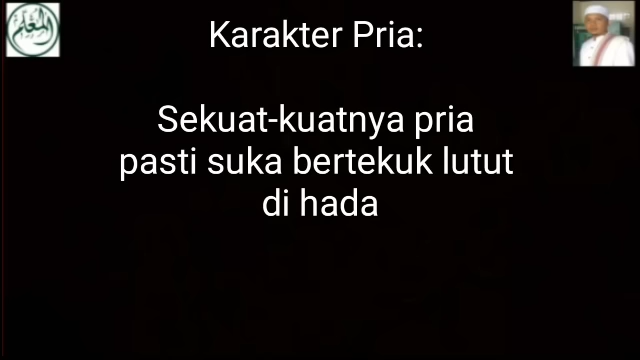 Karakter Pria:
Sekuat-kuatnya pria
pasti suka bertekuk lutut
di hada